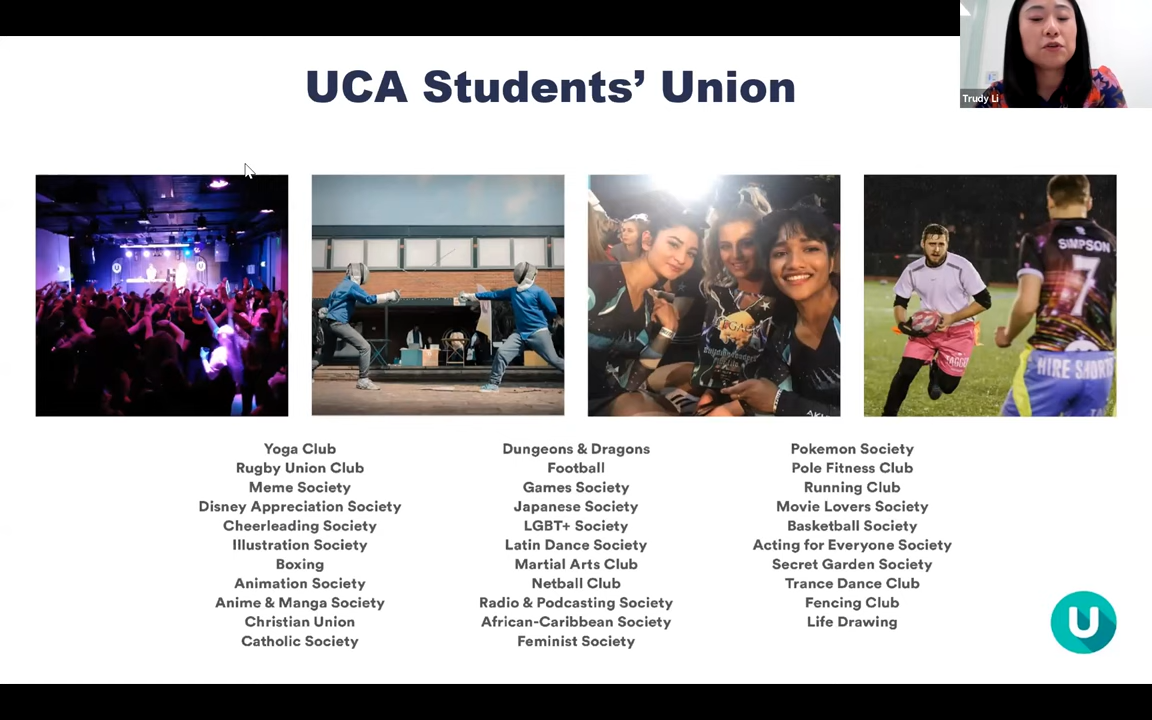 UCA Students’ Union
Trudy Li
SIMPSON
7
TAGGE
HIRE SHORT
Yoga Club
Rugby Union Club
Meme Society
Disney Appreciation Society
Cheerleading Society
Illustration Society
Boxing
Animation Society
Anime & Manga Society
Christian Union
Catholic Society
Dungeons & Dragons
Football
Games Society
Japanese Society
LGBT+ Society
Latin Dance Society
Martial Arts Club
Netball Club
Radio & Podcasting Society
African-Caribbean Society
Feminist Society
Pokemon Society
Pole Fitness Club
Running Club
Movie Lovers Society
Basketball Society
Acting for Everyone Society
Secret Garden Society
Trance Dance Club
Fencing Club
Life Drawing
U